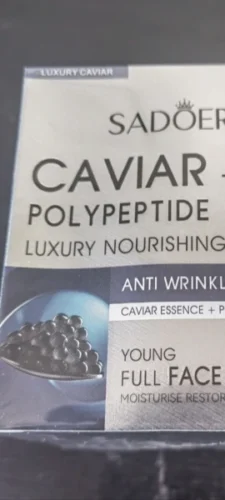 LUXURY CAVIAR
SADOER
CAVIAR
POLYPEPTIDE
LUXURY NOURISHING
ANTI WRINKL
CAVIAR ESSENCE + P
YOUNG
FULL FACE
MOISTURISE RESTOR